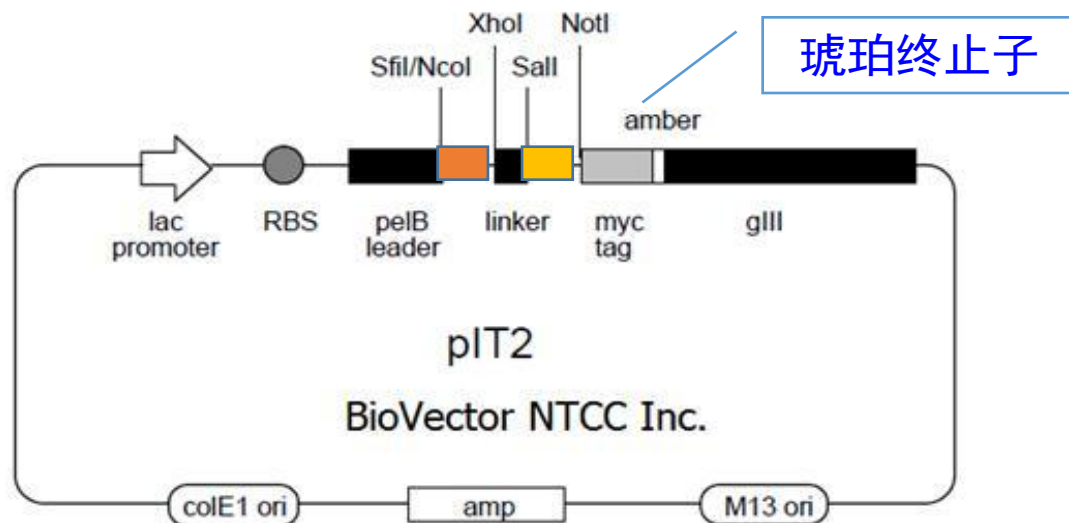 XhoI
NotI
琥珀终止子
SfiI/NcoI
SalI
amber
lac
promoter
RBS
pelB
leader
linker
myc
tag
gIII
pIT2
BioVector NTCC Inc.
colE1 ori
amp
M13 ori